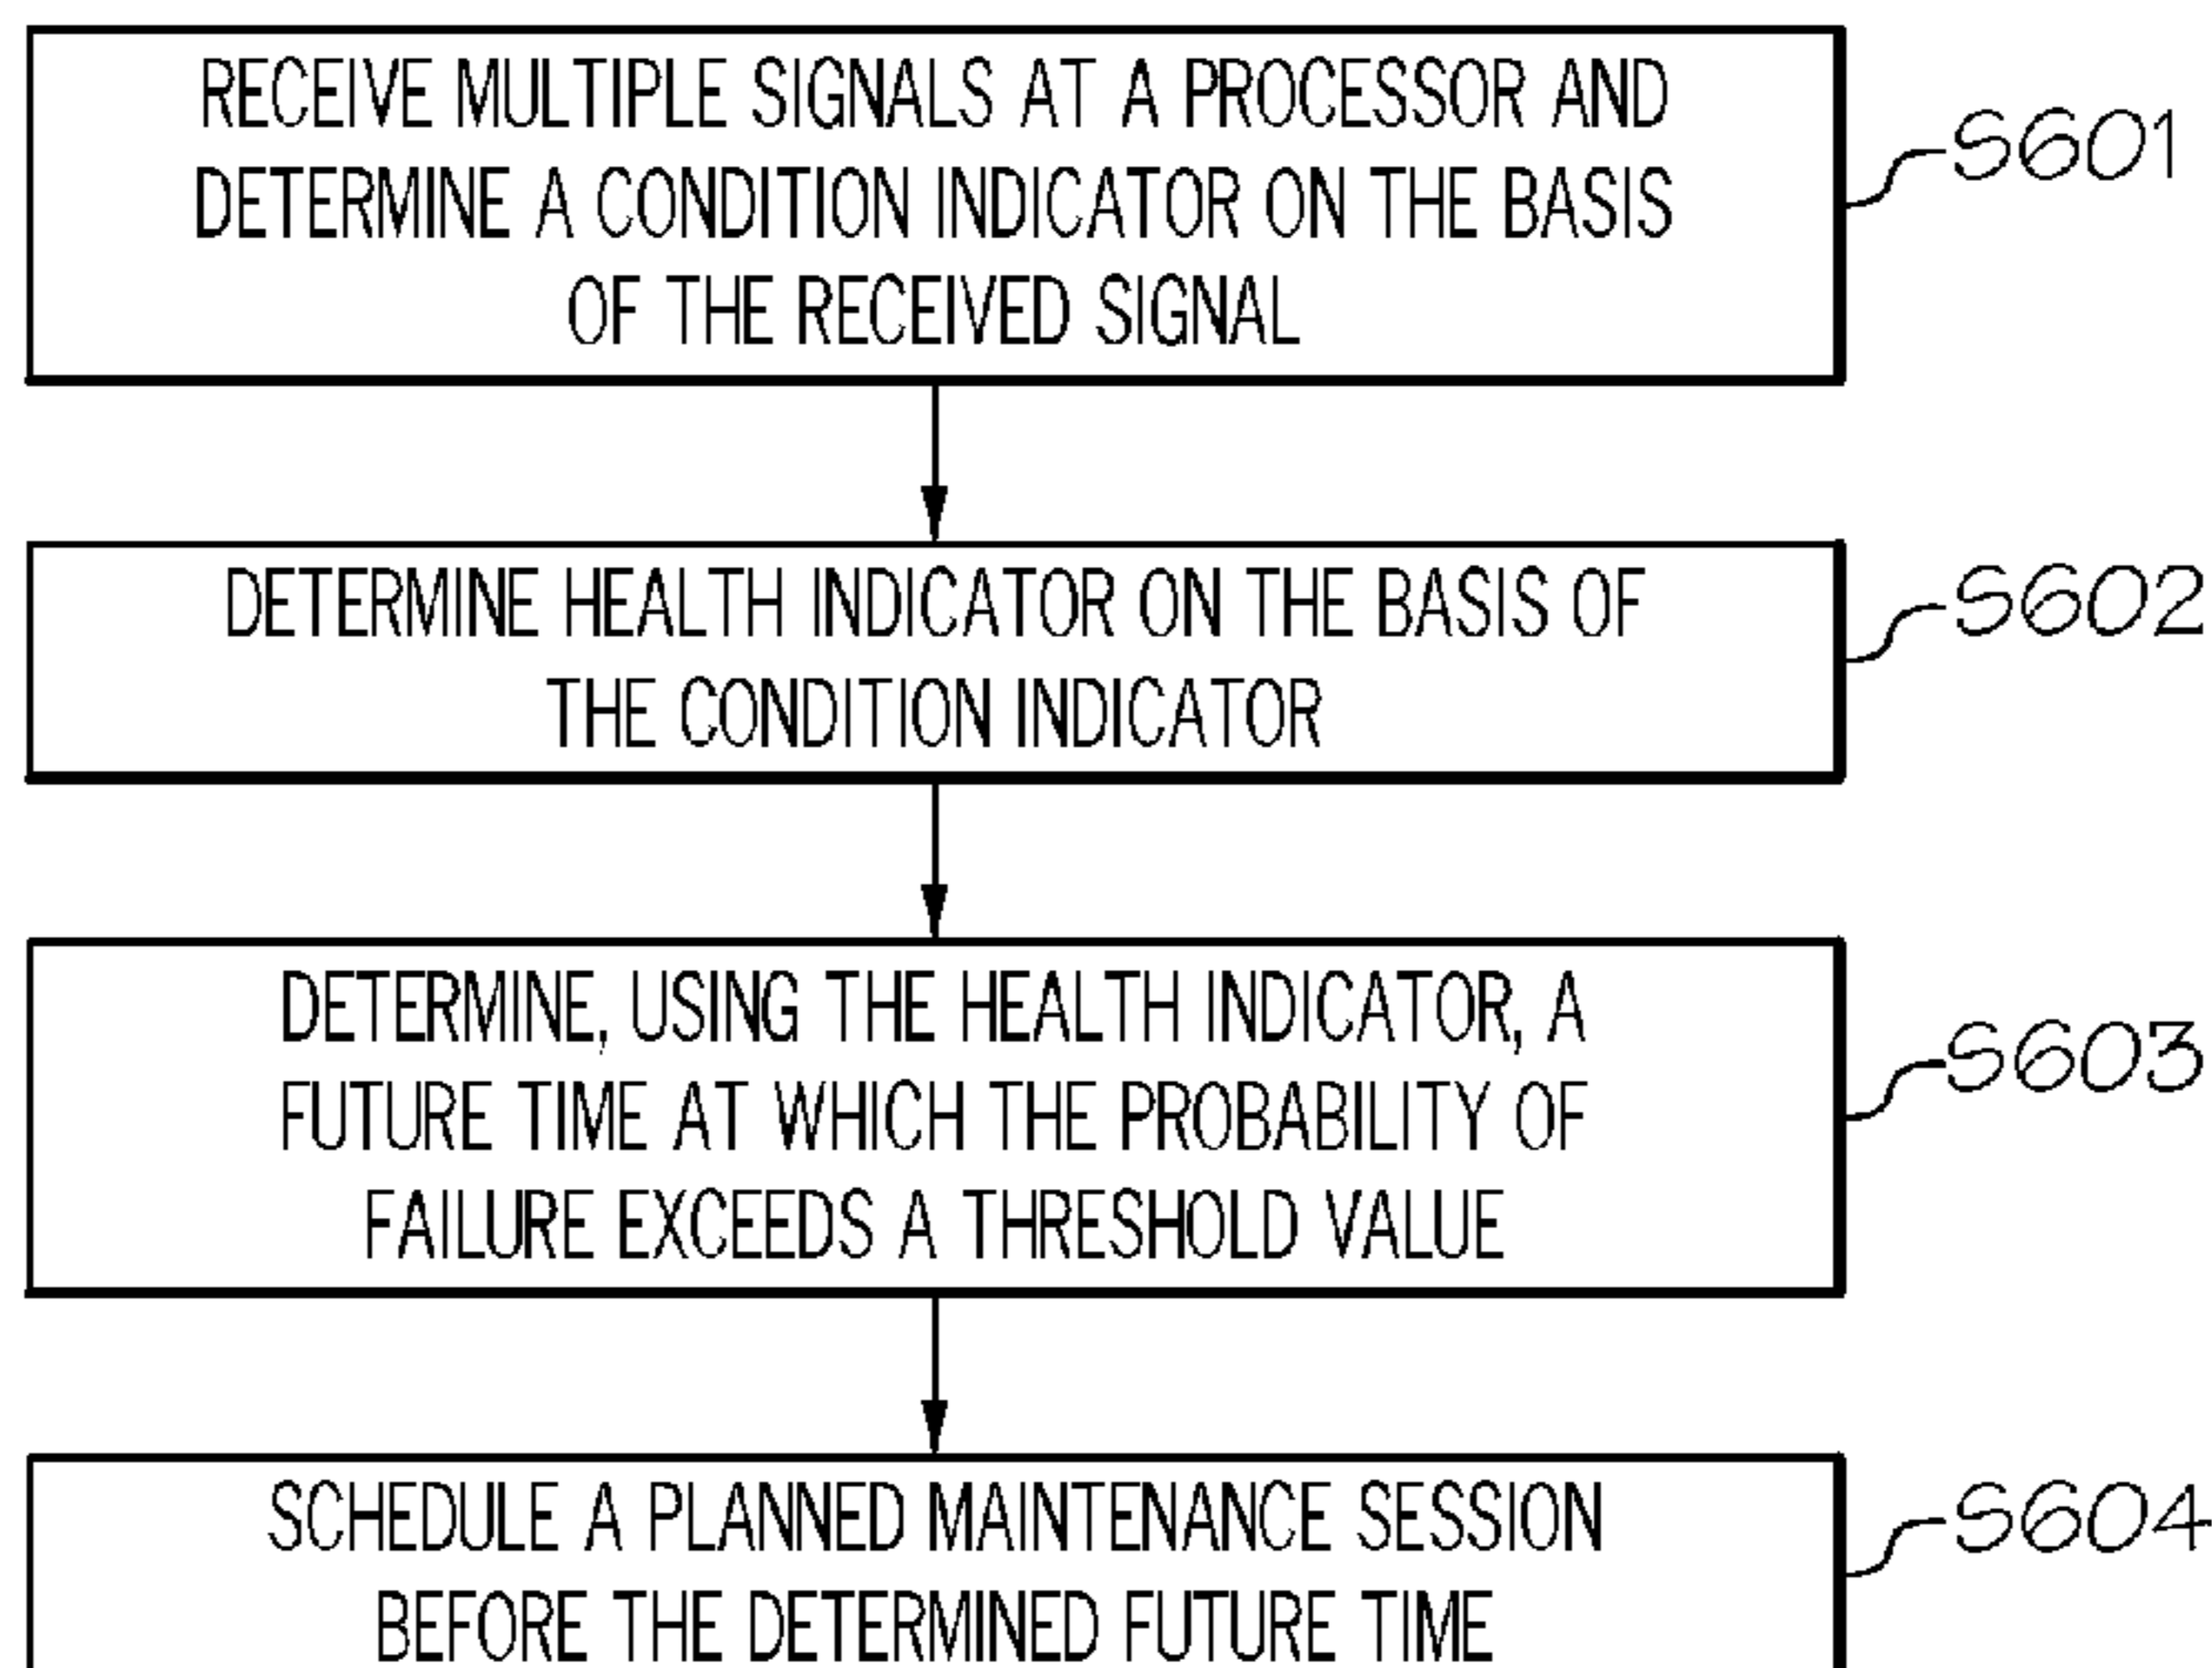 RECEIVE MULTIPLE SIGNALS AT A PROCESSOR AND
DETERMINE A CONDITION INDICATOR ON THE BASIS
OF THE RECEIVED SIGNAL
S601
DETERMINE HEALTH INDICATOR ON THE BASIS OF
THE CONDITION INDICATOR
S602
DETERMINE, USING THE HEALTH INDICATOR, A
FUTURE TIME AT WHICH THE PROBABILITY OF
FAILURE EXCEEDS A THRESHOLD VALUE
S603
SCHEDULE A PLANNED MAINTENANCE SESSION
BEFORE THE DETERMINED FUTURE TIME
S604